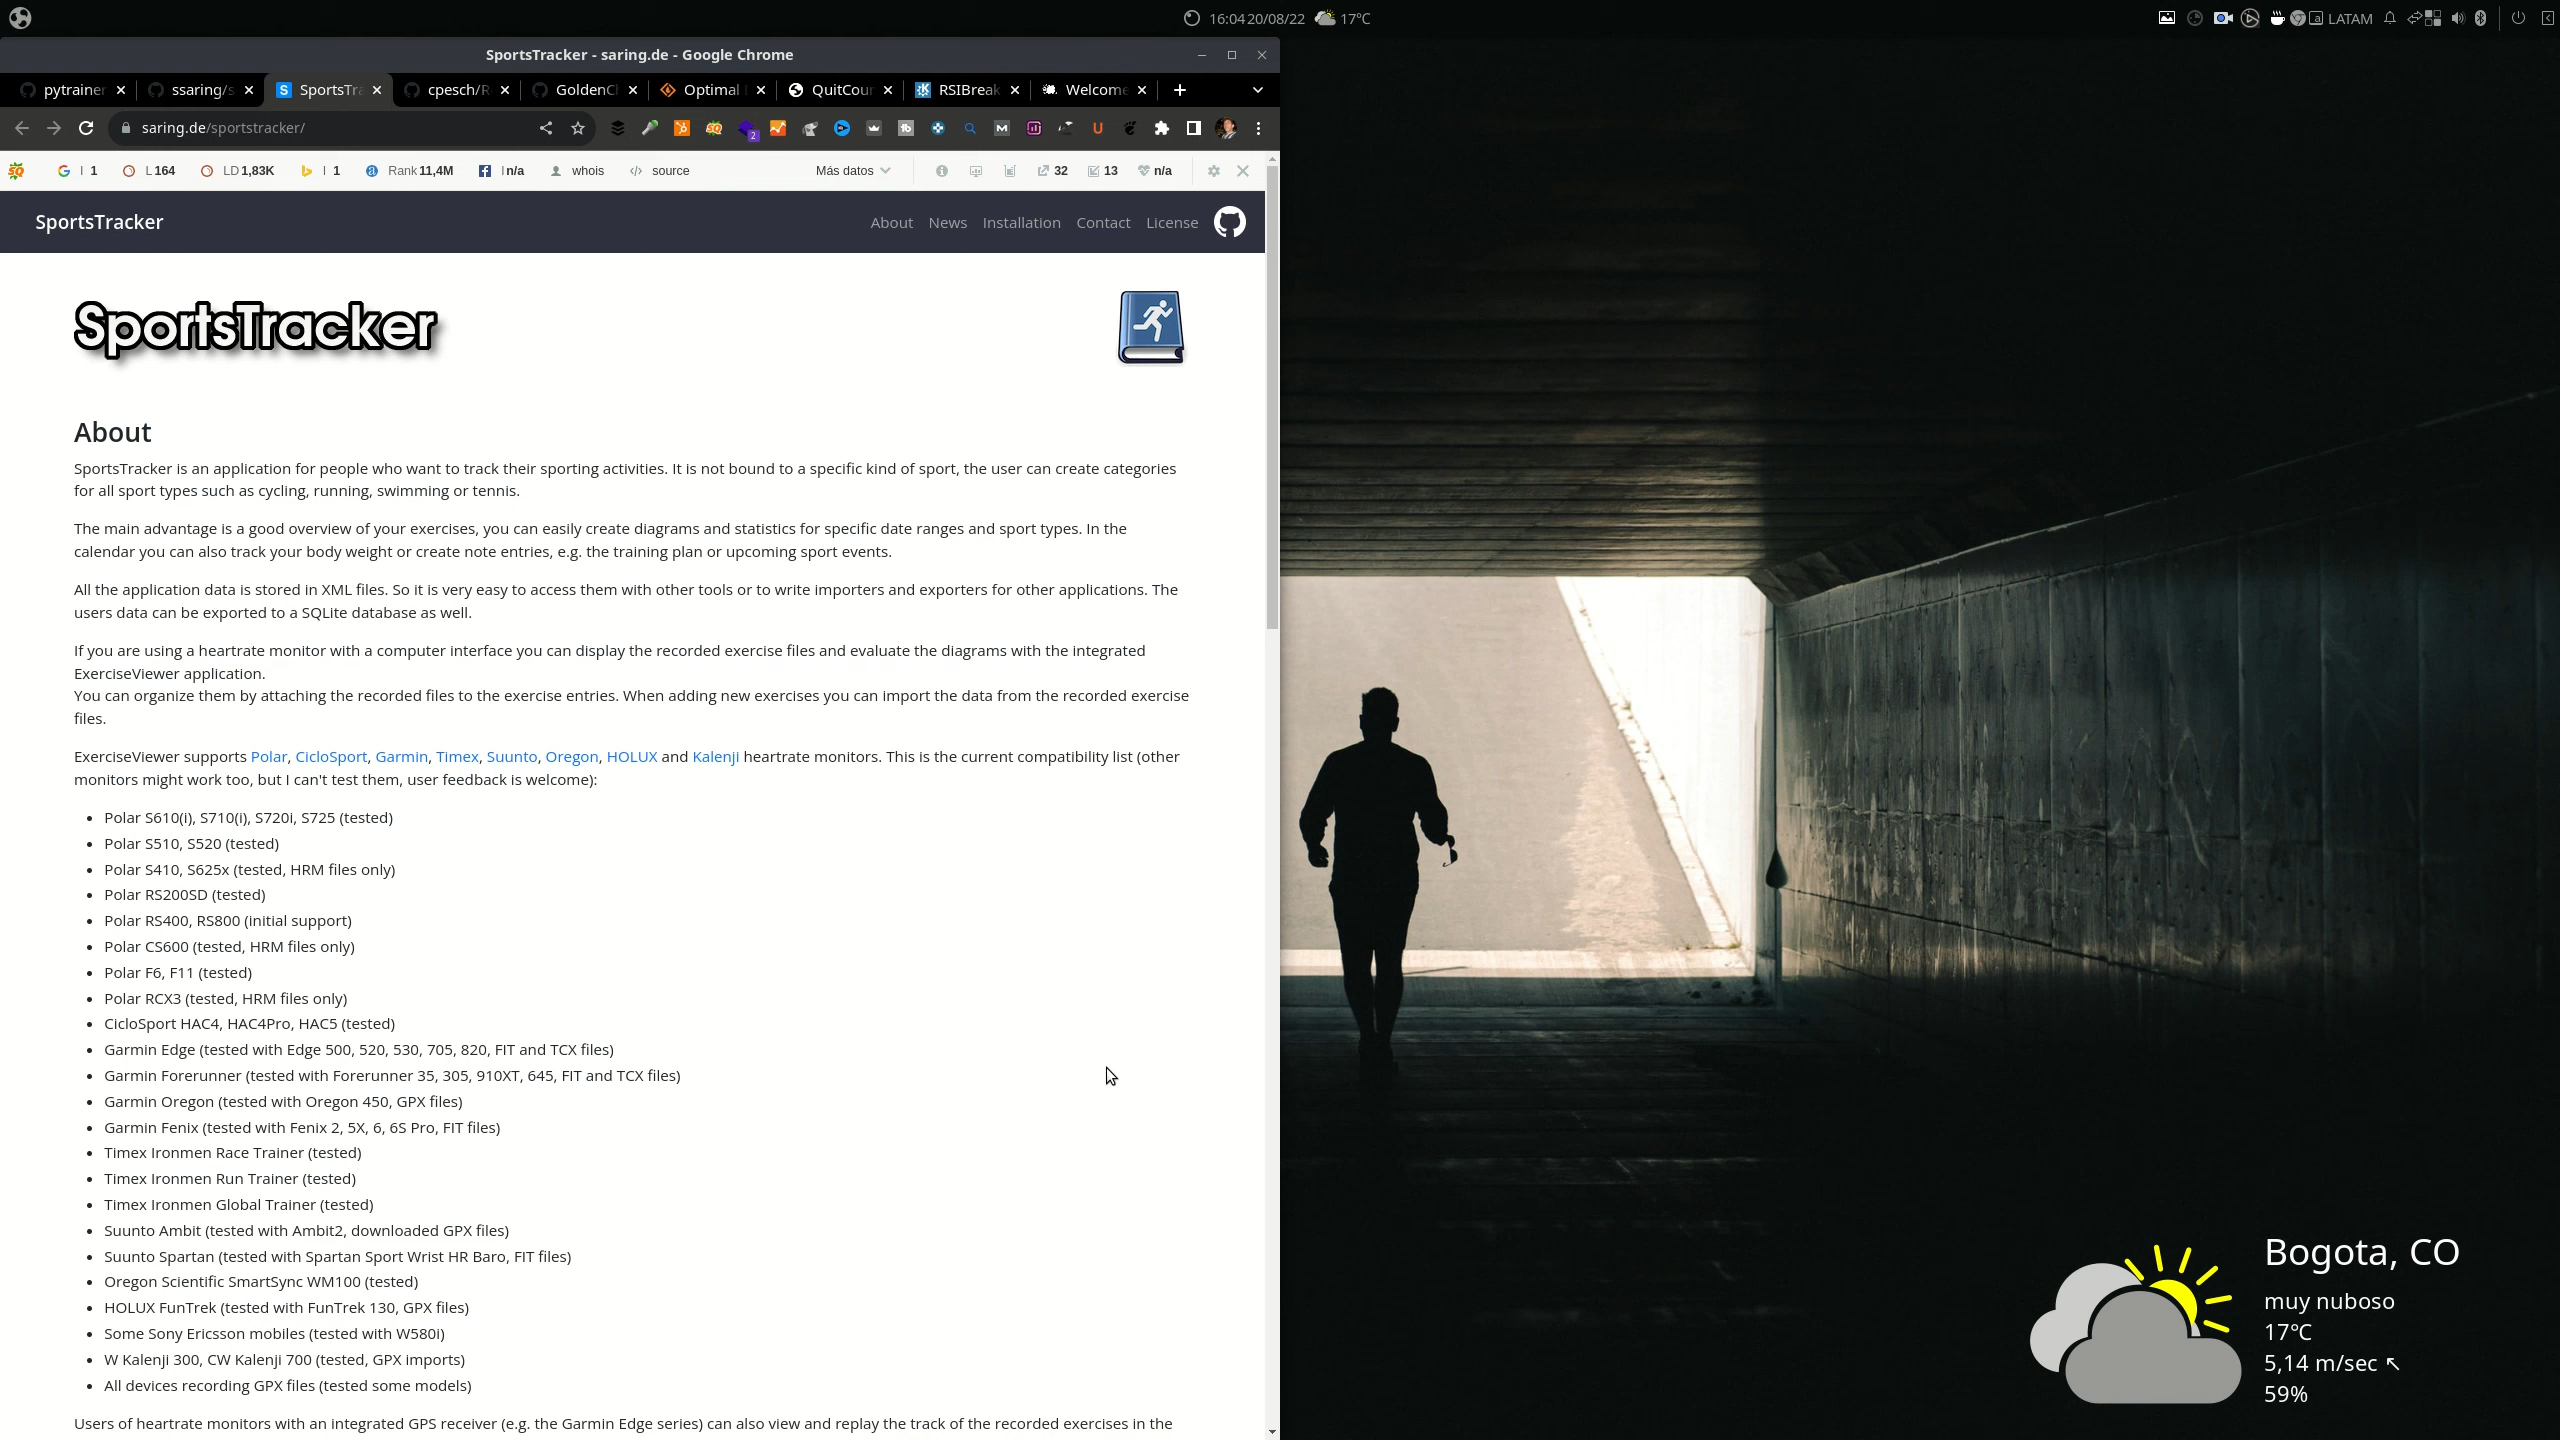 16:04 20/08/22 17°C
LATAM
SportsTracker - saring.de - Google Chrome
pytrainer
ssaring/s
SportsTra
cpesch/R
GoldenCh
Optimal
QuitCour
RSIBreak
Welcome
saring.de/sportstracker/
2
I 1
L 164
LD 1,83K
I 1
Rank 11,4M
I n/a
whois
source
Más datos
32
13
n/a
SportsTracker
About News Installation Contact License
SportsTracker
About
SportsTracker is an application for people who want to track their sporting activities. It is not bound to a specific kind of sport, the user can create categories
for all sport types such as cycling, running, swimming or tennis.
The main advantage is a good overview of your exercises, you can easily create diagrams and statistics for specific date ranges and sport types. In the
calendar you can also track your body weight or create note entries, e.g. the training plan or upcoming sport events.
All the application data is stored in XML files. So it is very easy to access them with other tools or to write importers and exporters for other applications. The
users data can be exported to a SQLite database as well.
If you are using a heartrate monitor with a computer interface you can display the recorded exercise files and evaluate the diagrams with the integrated
ExerciseViewer application.
You can organize them by attaching the recorded files to the exercise entries. When adding new exercises you can import the data from the recorded exercise
files.
ExerciseViewer supports Polar, CicloSport, Garmin, Timex, Suunto, Oregon, HOLUX and Kalenji heartrate monitors. This is the current compatibility list (other
monitors might work too, but I can't test them, user feedback is welcome):
• Polar S610(i), S710(i), S720i, S725 (tested)
• Polar S510, S520 (tested)
• Polar S410, S625x (tested, HRM files only)
• Polar RS200SD (tested)
• Polar RS400, RS800 (initial support)
• Polar CS600 (tested, HRM files only)
• Polar F6, F11 (tested)
• Polar RCX3 (tested, HRM files only)
• CicloSport HAC4, HAC4Pro, HAC5 (tested)
• Garmin Edge (tested with Edge 500, 520, 530, 705, 820, FIT and TCX files)
• Garmin Forerunner (tested with Forerunner 35, 305, 910XT, 645, FIT and TCX files)
• Garmin Oregon (tested with Oregon 450, GPX files)
• Garmin Fenix (tested with Fenix 2, 5X, 6, 6S Pro, FIT files)
• Timex Ironmen Race Trainer (tested)
• Timex Ironmen Run Trainer (tested)
• Timex Ironmen Global Trainer (tested)
• Suunto Ambit (tested with Ambit2, downloaded GPX files)
• Suunto Spartan (tested with Spartan Sport Wrist HR Baro, FIT files)
• Oregon Scientific SmartSync WM100 (tested)
• HOLUX FunTrek (tested with FunTrek 130, GPX files)
• Some Sony Ericsson mobiles (tested with W580i)
• W Kalenji 300, CW Kalenji 700 (tested, GPX imports)
• All devices recording GPX files (tested some models)
Users of heartrate monitors with an integrated GPS receiver (e.g. the Garmin Edge series) can also view and replay the track of the recorded exercises in the
Bogota, CO
muy nuboso
17°C
5,14 m/sec ↖
59%